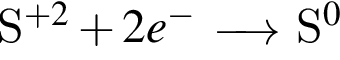 S⁺² + 2e⁻ ⟶ S⁰